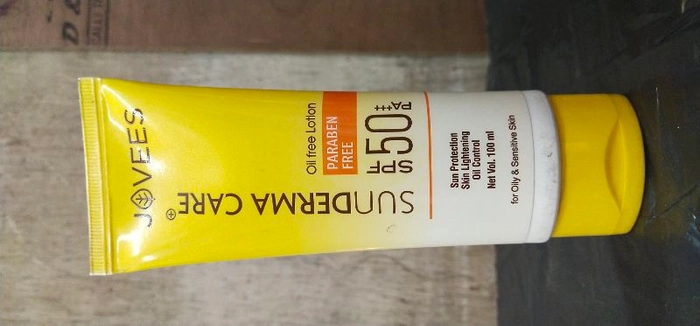 JOVEES
SUNDERMA CARE+
Oil free Lotion
PARABEN
FREE
SPF 50 PA+++
Sun Protection
Skin Lightening
Oil Control
Net Vol. 100 ml
for Oily & Sensitive Skin